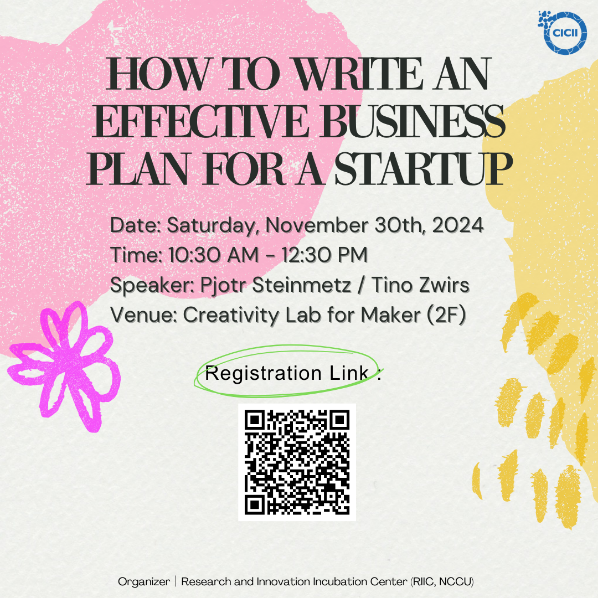 CICII
HOW TO WRITE AN
EFFECTIVE BUSINESS
PLAN FOR A STARTUP
Date: Saturday, November 30th, 2024
Time: 10:30 AM - 12:30 PM
Speaker: Pjotr Steinmetz / Tino Zwirs
Venue: Creativity Lab for Maker (2F)
Registration Link :
Organizer | Research and Innovation Incubation Center (RIIC, NCCU)